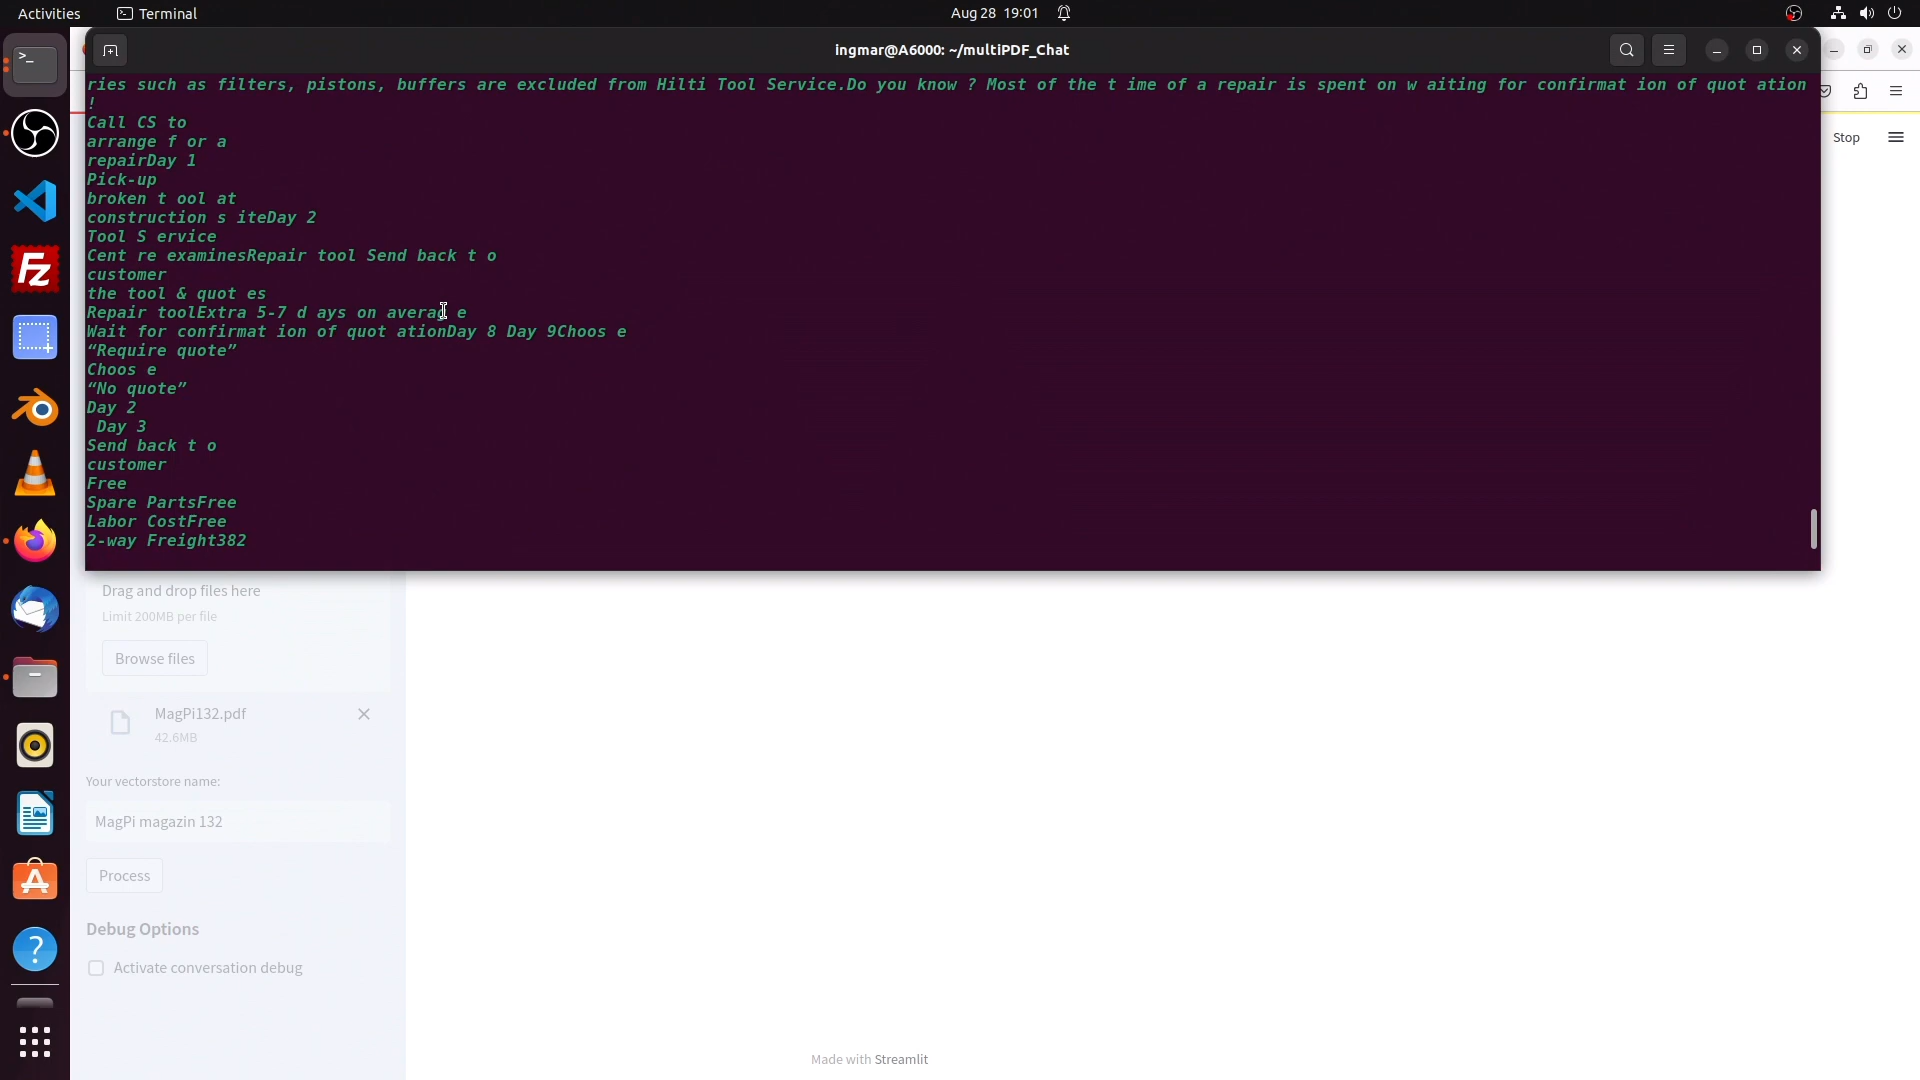 Activities
Terminal
Aug 28 19:01
ingmar@A6000: ~/multiPDF_Chat
ries such as filters, pistons, buffers are excluded from Hilti Tool Service.Do you know ? Most of the t ime of a repair is spent on w aiting for confirmat ion of quot ation
!
Call CS to
arrange f or a
repairDay 1
Pick-up
broken t ool at
construction s iteDay 2
Tool S ervice
Cent re examinesRepair tool Send back t o
customer
the tool & quot es
Repair toolExtra 5-7 d ays on averag e
Wait for confirmat ion of quot ationDay 8 Day 9Choos e
“Require quote”
Choos e
“No quote”
Day 2
Day 3
Send back t o
customer
Free
Spare PartsFree
Labor CostFree
2-way Freight382
Stop
Drag and drop files here
Limit 200MB per file
Browse files
MagPi132.pdf
42.6MB
Your vectorstore name:
MagPi magazin 132
Process
Debug Options
Activate conversation debug
Made with Streamlit